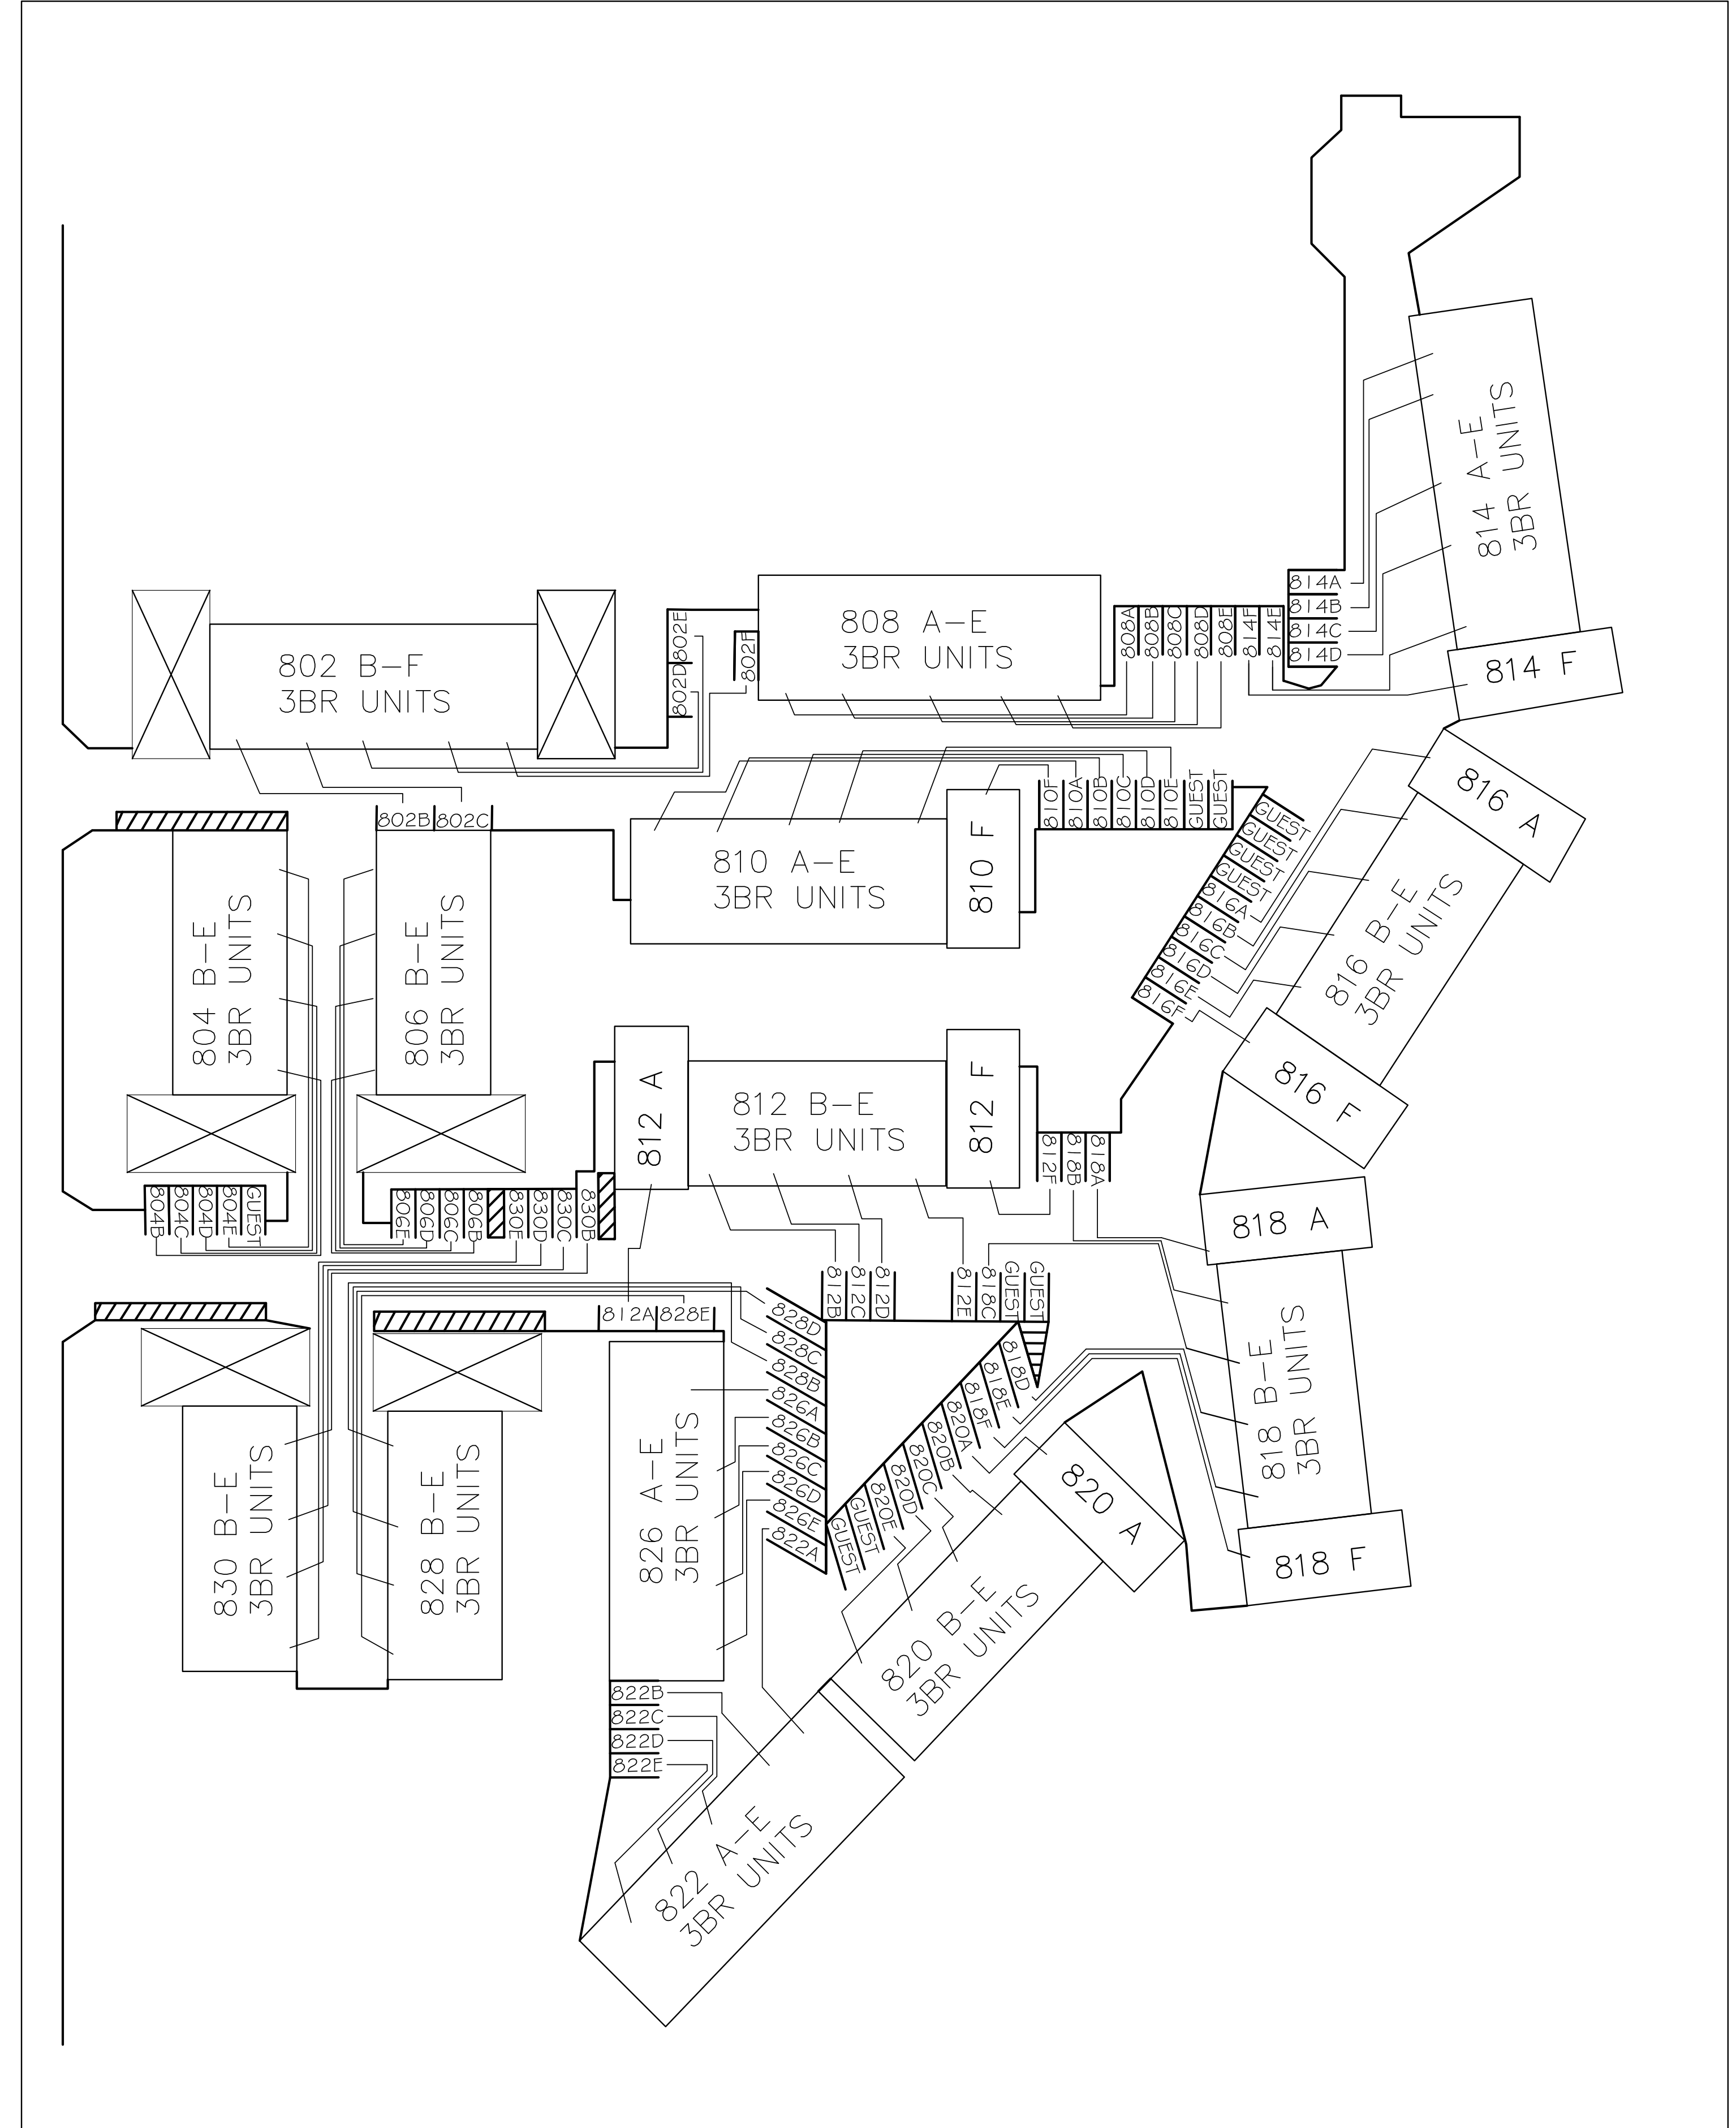 814 A-E
3BR UNITS
814A
814B
814C
814D
808A
808B
808C
808D
808E
814F
814E
814 F
802 B-F
3BR UNITS
802E
802D
802F
808 A-E
3BR UNITS
816 A
802B
802C
810F
810A
810B
810C
810D
810E
GUEST
GUEST
GUEST
GUEST
GUEST
GUEST
816A
816B
816C
816D
816E
816F
810 A-E
3BR UNITS
810 F
816 B-E
3BR UNITS
804 B-E
3BR UNITS
806 B-E
3BR UNITS
812 A
812 B-E
3BR UNITS
812 F
816 F
812F
818B
818A
804B
804C
804D
804E
GUEST
806E
806D
806C
806B
830E
830D
830C
830B
818 A
812B
812C
812D
812E
818C
GUEST
GUEST
812A
828E
828D
828C
828B
826A
826B
826C
826D
826E
822A
818D
818E
818F
820A
820B
820C
820D
820E
GUEST
GUEST
818 B-E
3BR UNITS
830 B-E
3BR UNITS
828 B-E
3BR UNITS
826 A-E
3BR UNITS
820 A
818 F
820 B-E
3BR UNITS
822B
822C
822D
822E
822 A-E
3BR UNITS